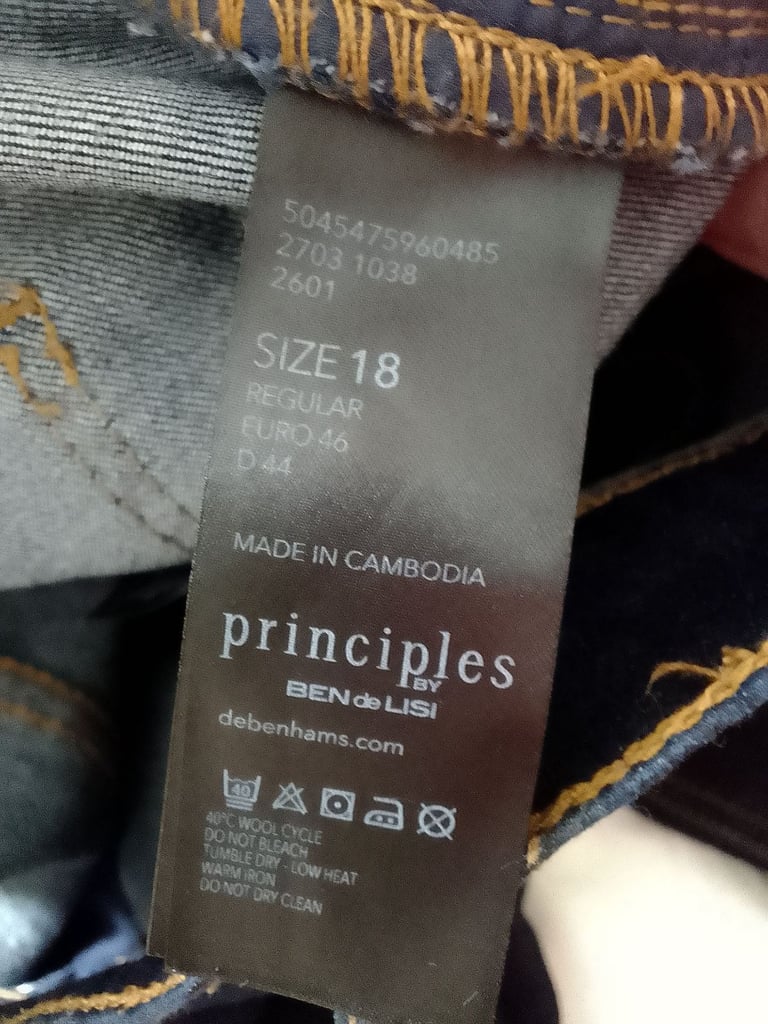 5045475960485
2703 1038
2601
SIZE 18
REGULAR
EURO 46
D 44
MADE IN CAMBODIA
principles
BY
BEN de LISI
debenhams.com
40
40°C WOOL CYCLE
DO NOT BLEACH
TUMBLE DRY - LOW HEAT
WARM IRON
DO NOT DRY CLEAN